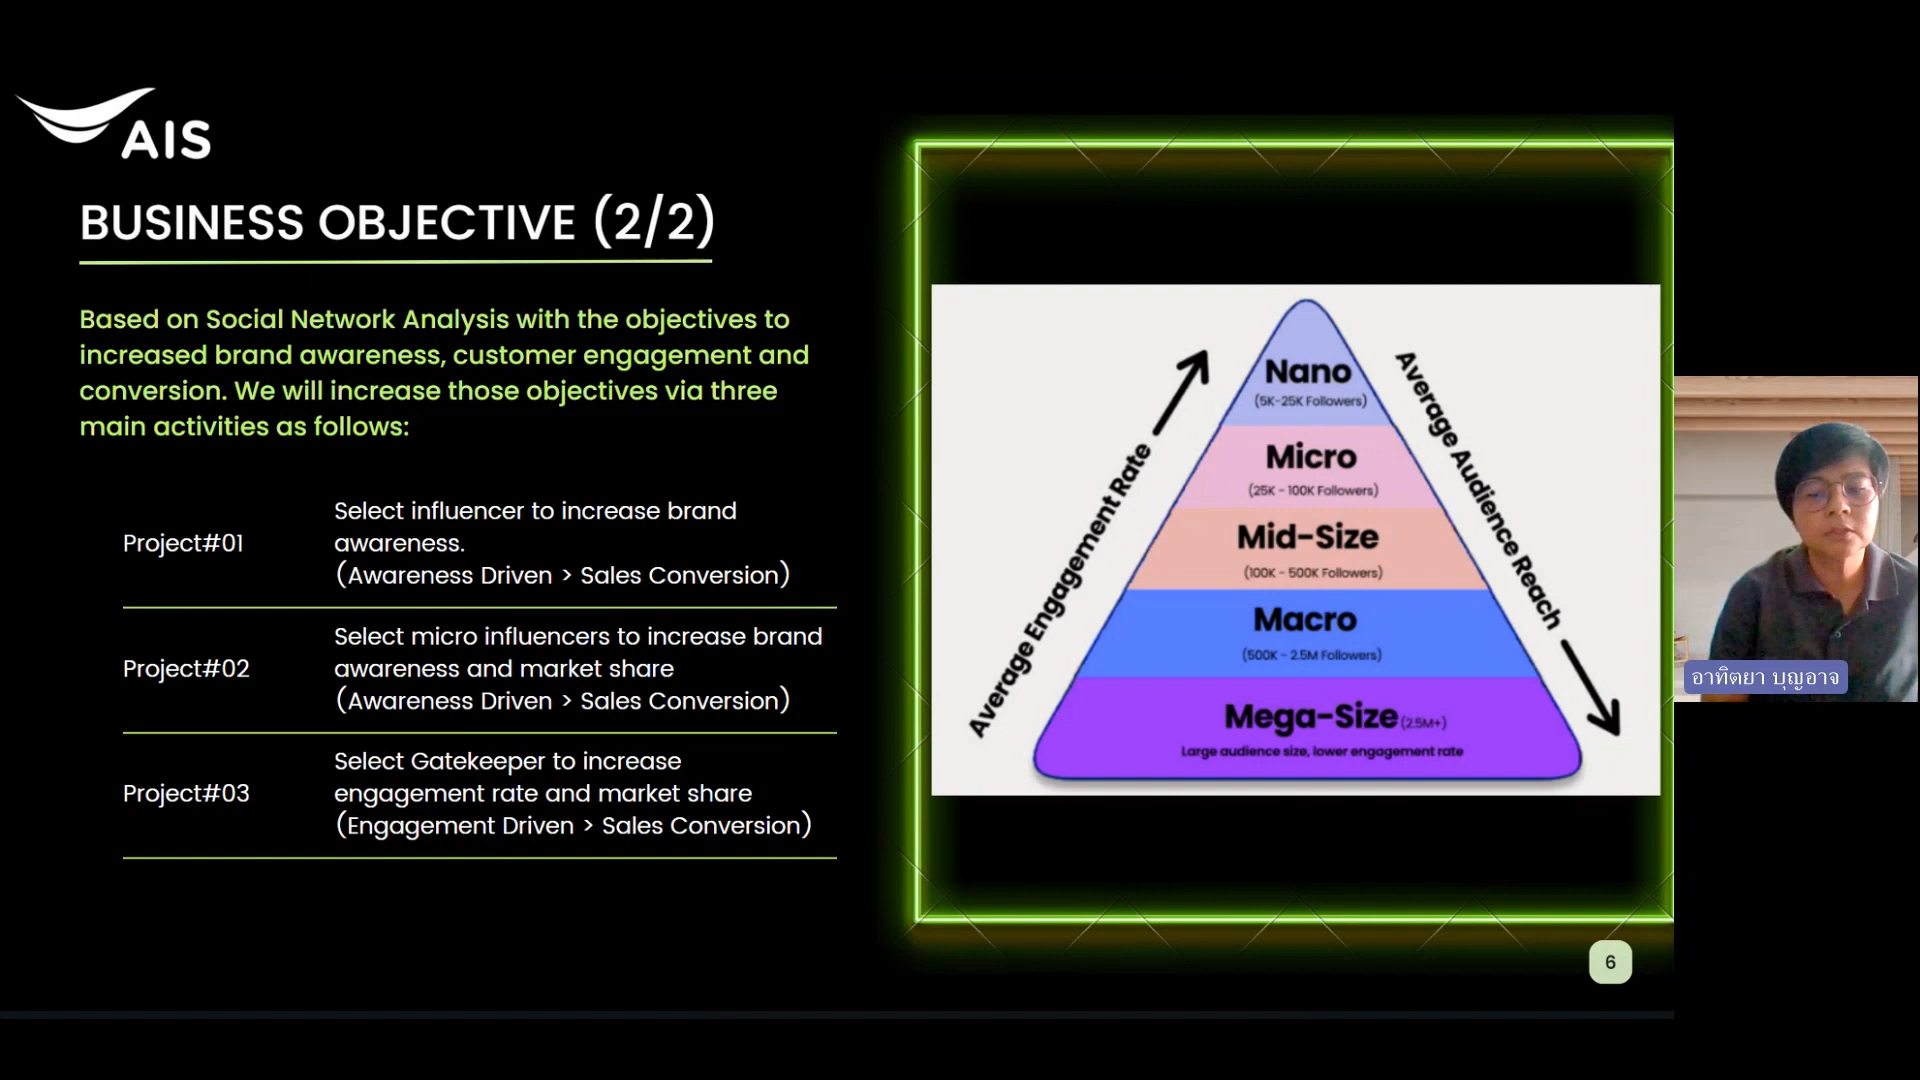 AIS
BUSINESS OBJECTIVE (2/2)
Based on Social Network Analysis with the objectives to
increased brand awareness, customer engagement and
conversion. We will increase those objectives via three
main activities as follows:
Project#01
Select influencer to increase brand
awareness.
(Awareness Driven > Sales Conversion)
Project#02
Select micro influencers to increase brand
awareness and market share
(Awareness Driven > Sales Conversion)
Project#03
Select Gatekeeper to increase
engagement rate and market share
(Engagement Driven > Sales Conversion)
Average Engagement Rate
Nano
(5K-25K Followers)
Micro
(25K - 100K Followers)
Mid-Size
(100K - 500K Followers)
Macro
(500K - 2.5M Followers)
Mega-Size (2.5M+)
Large audience size, lower engagement rate
Average Audience Reach
6
อาทิตยา บุญอาจ